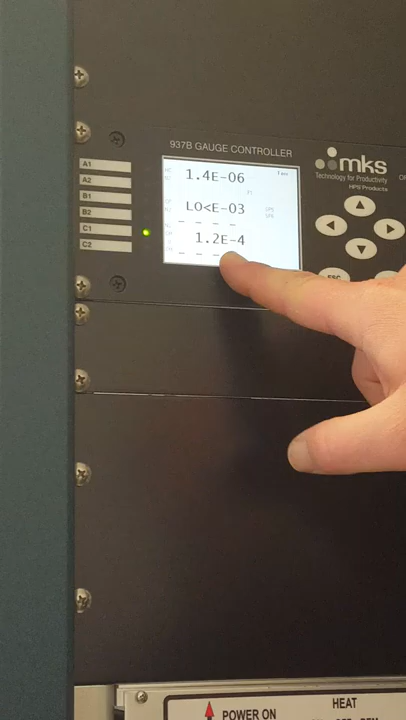 937B GAUGE CONTROLLER
mks
Technology for Productivity
HPS Products
A1
A2
B1
B2
C1
C2
1.4E-06
Torr
LO<E-03
- - - -
1.2E-4
- - - -
ESC
POWER ON
HEAT